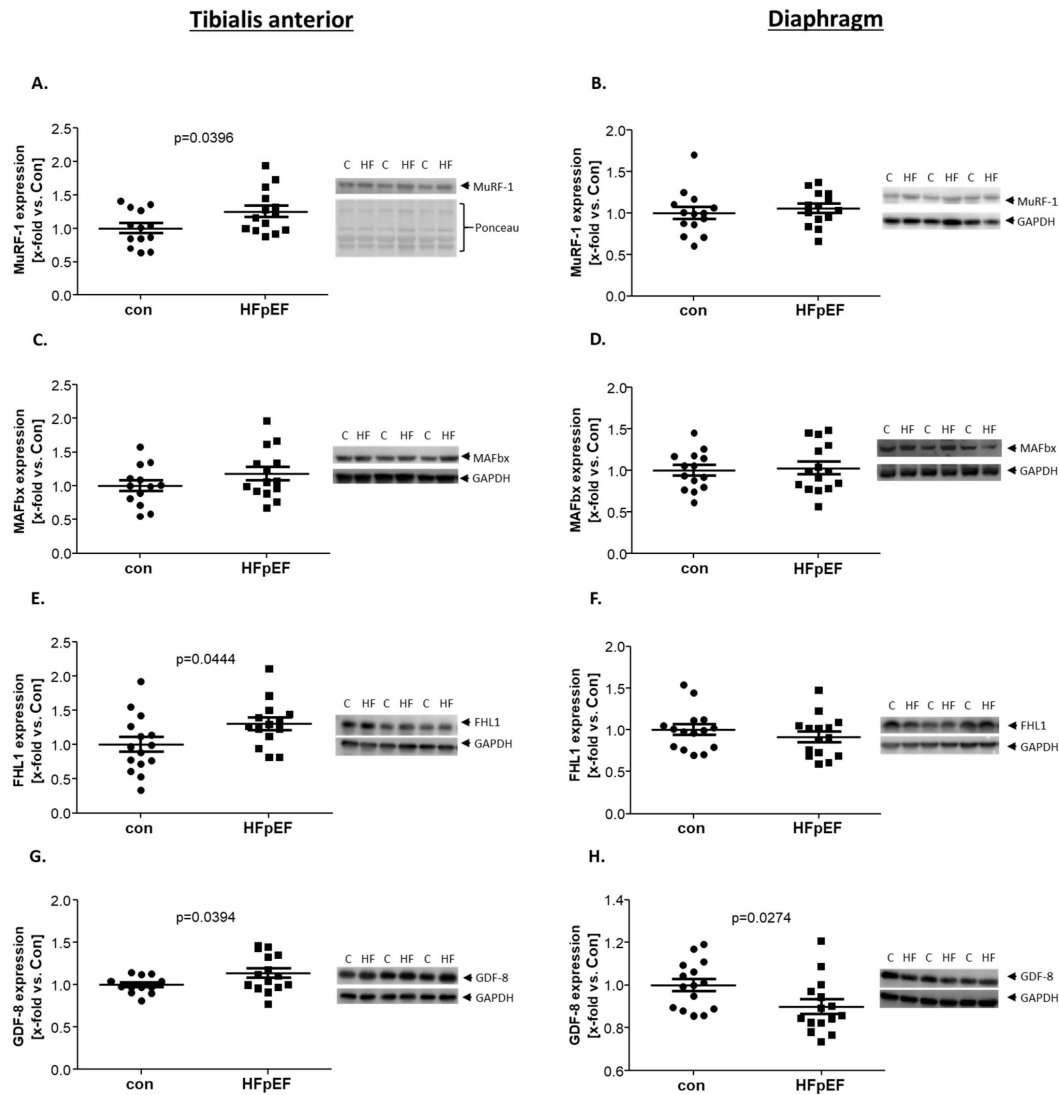 Tibialis anterior
Diaphragm
A.
MuRF-1 expression
[x-fold vs. Con]
2.5
2.0
1.5
1.0
0.5
0.0
p=0.0396
con
HFpEF
C HF C HF C HF
MuRF-1
Ponceau
B.
MuRF-1 expression
[x-fold vs. Con]
2.0
1.5
1.0
0.5
0.0
con
HFpEF
C HF C HF C HF
MuRF-1
GAPDH
C.
MAFbx expression
[x-fold vs. Con]
2.5
2.0
1.5
1.0
0.5
0.0
con
HFpEF
C HF C HF C HF
MAFbx
GAPDH
D.
MAFbx expression
[x-fold vs. Con]
2.0
1.5
1.0
0.5
0.0
con
HFpEF
C HF C HF C HF
MAFbx
GAPDH
E.
FHL1 expression
[x-fold vs. Con]
2.5
2.0
1.5
1.0
0.5
0.0
p=0.0444
con
HFpEF
C HF C HF C HF
FHL1
GAPDH
F.
FHL1 expression
[x-fold vs. Con]
2.0
1.5
1.0
0.5
0.0
con
HFpEF
C HF C HF C HF
FHL1
GAPDH
G.
GDF-8 expression
[x-fold vs. Con]
2.0
1.5
1.0
0.5
0.0
p=0.0394
con
HFpEF
C HF C HF C HF
GDF-8
GAPDH
H.
GDF-8 expression
[x-fold vs. Con]
1.4
1.2
1.0
0.8
0.6
p=0.0274
con
HFpEF
C HF C HF C HF
GDF-8
GAPDH